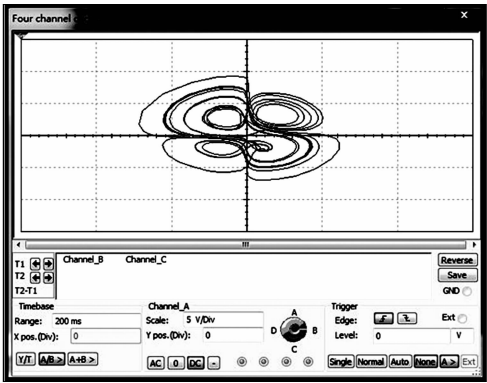 Four channel
x
T1
T2
T2-T1
Channel_B Channel_C
Reverse
Save
GND
Timebase
Range: 200 ms
X pos.(Div): 0
Y/T A/B > A+B >
Channel_A
Scale: 5 V/Div
Y pos.(Div): 0
AC 0 DC -
A
B
C
D
Trigger
Edge:
Ext
Level: 0 V
Single Normal Auto None A > Ext